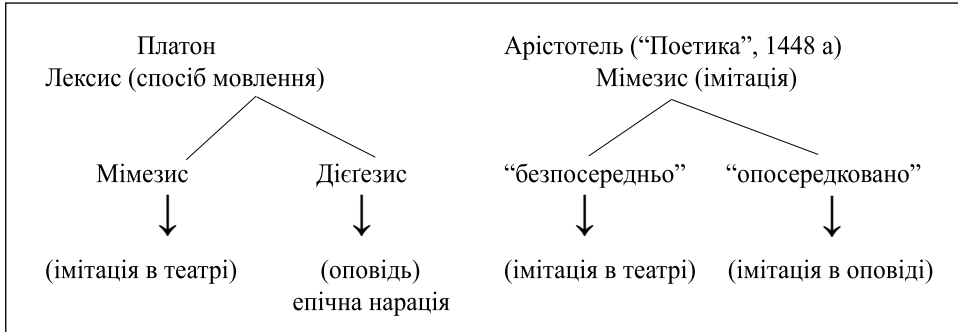 Платон
Лексис (спосіб мовлення)
Мімезис
Дієґезис
(імітація в театрі)
(оповідь)
епічна нарація
Арістотель (“Поетика”, 1448 а)
Мімезис (імітація)
“безпосередньо”
“опосередковано”
(імітація в театрі)
(імітація в оповіді)